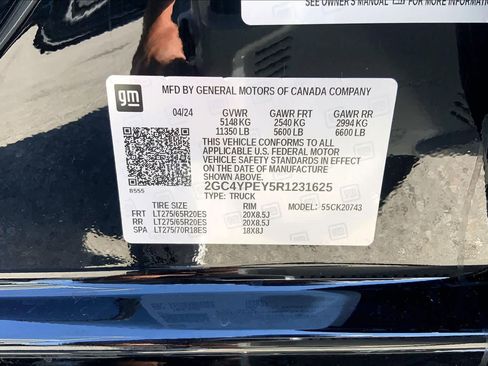 SEE OWNER'S MANUAL FOR ADDITIONAL INFORMATION
gm
MFD BY GENERAL MOTORS OF CANADA COMPANY
04/24 GVWR GAWR FRT GAWR RR
5148 KG 2540 KG 2994 KG
11350 LB 5600 LB 6600 LB
THIS VEHICLE CONFORMS TO ALL
APPLICABLE U.S. FEDERAL MOTOR
VEHICLE SAFETY STANDARDS IN
EFFECT ON THE DATE OF
MANUFACTURE SHOWN ABOVE.
2GC4YPEY5R1231625
8555 TYPE: TRUCK
TIRE SIZE RIM MODEL: 55CK20743
FRT LT275/65R20ES 20X8.5J
RR LT275/65R20ES 20X8.5J
SPA LT275/70R18ES 18X8J